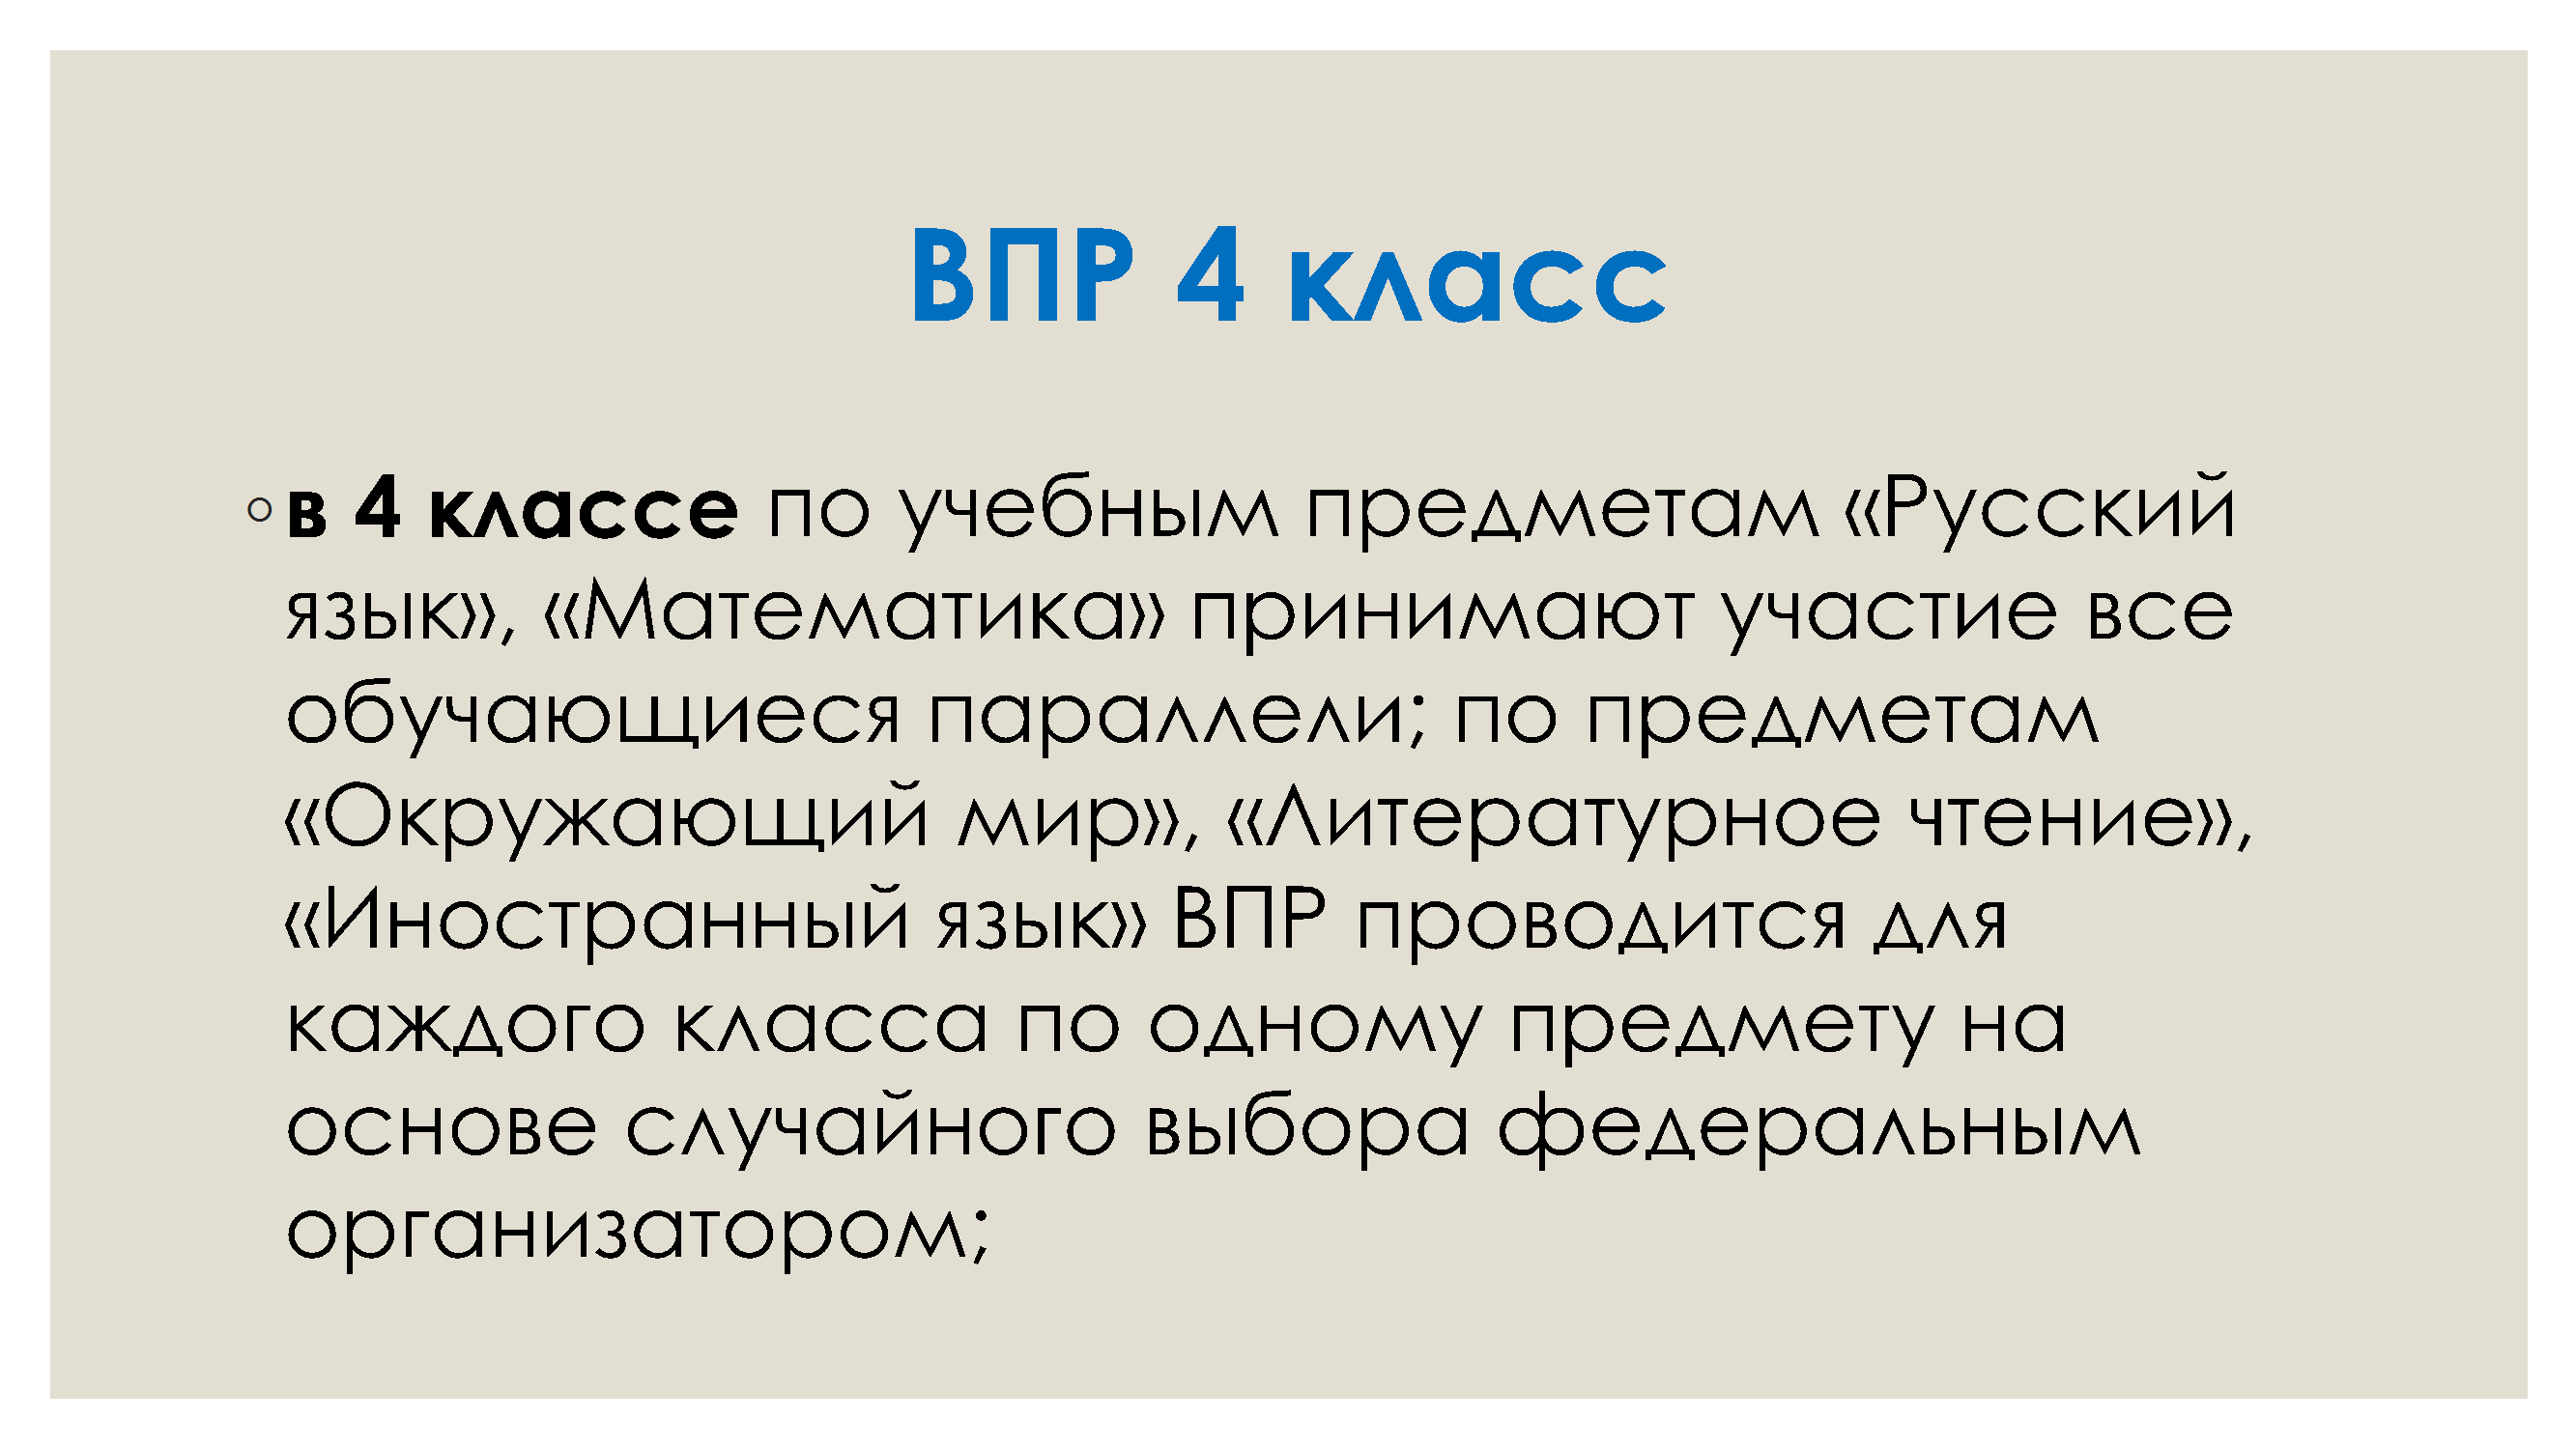 ВПР 4 класс
◦ в 4 классе по учебным предметам «Русский
язык», «Математика» принимают участие все
обучающиеся параллели; по предметам
«Окружающий мир», «Литературное чтение»,
«Иностранный язык» ВПР проводится для
каждого класса по одному предмету на
основе случайного выбора федеральным
организатором;